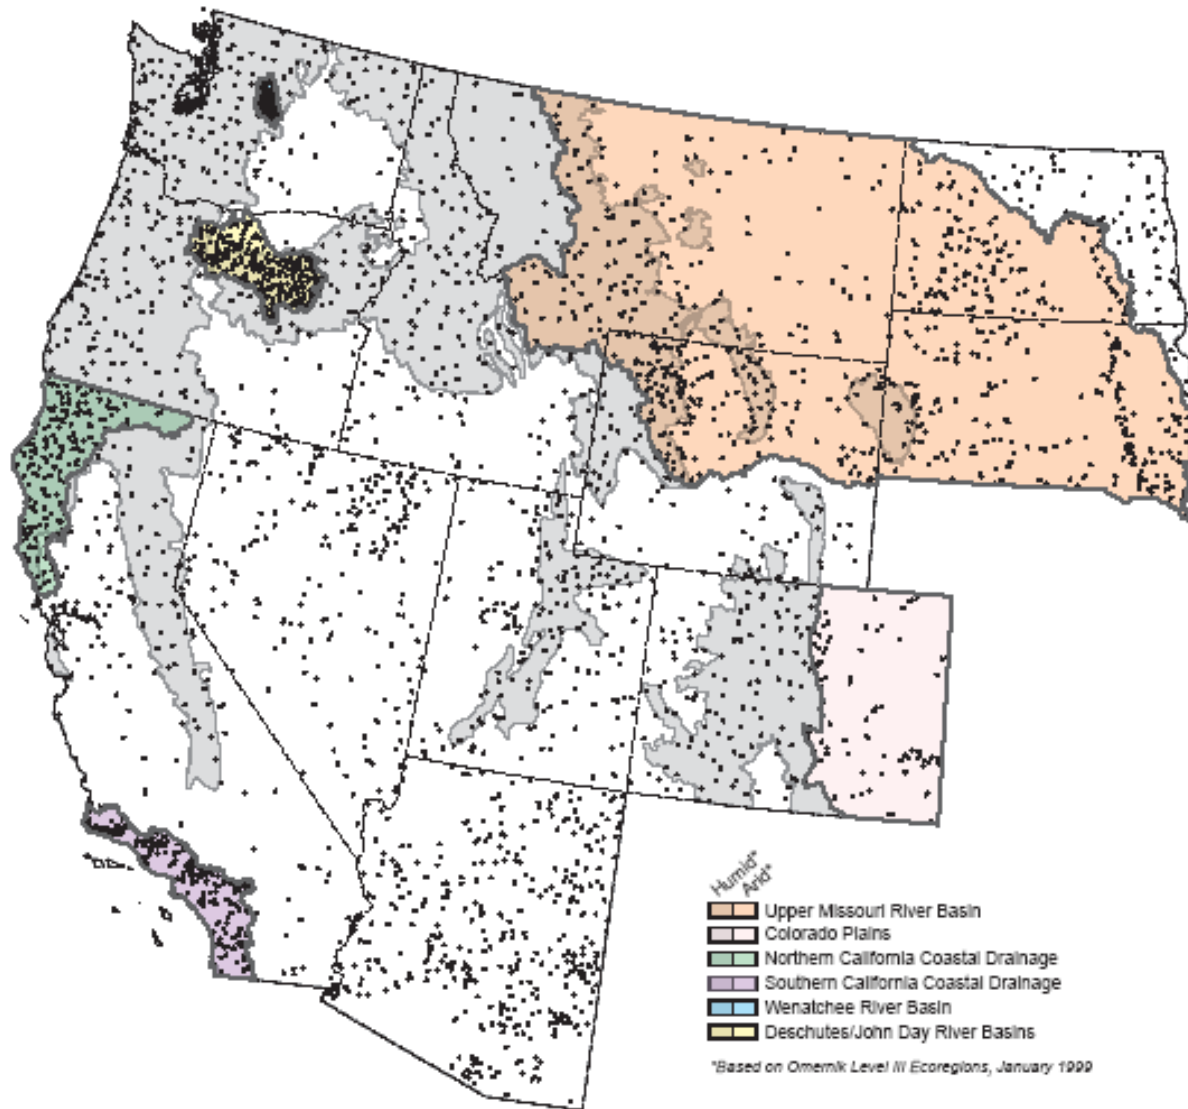 Humid*
Arid*
Upper Missouri River Basin
Colorado Plains
Northern California Coastal Drainage
Southern California Coastal Drainage
Wenatchee River Basin
Deschutes/John Day River Basins
*Based on Omernik Level III Ecoregions, January 1999